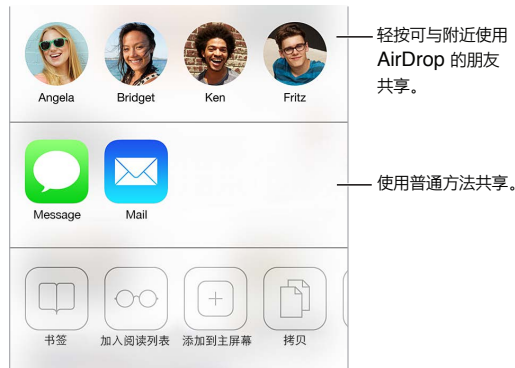 Angela Bridget Ken Fritz
轻按可与附近使用
AirDrop 的朋友
共享。
Message Mail
使用普通方法共享。
书签 加入阅读列表 添加到主屏幕 拷贝